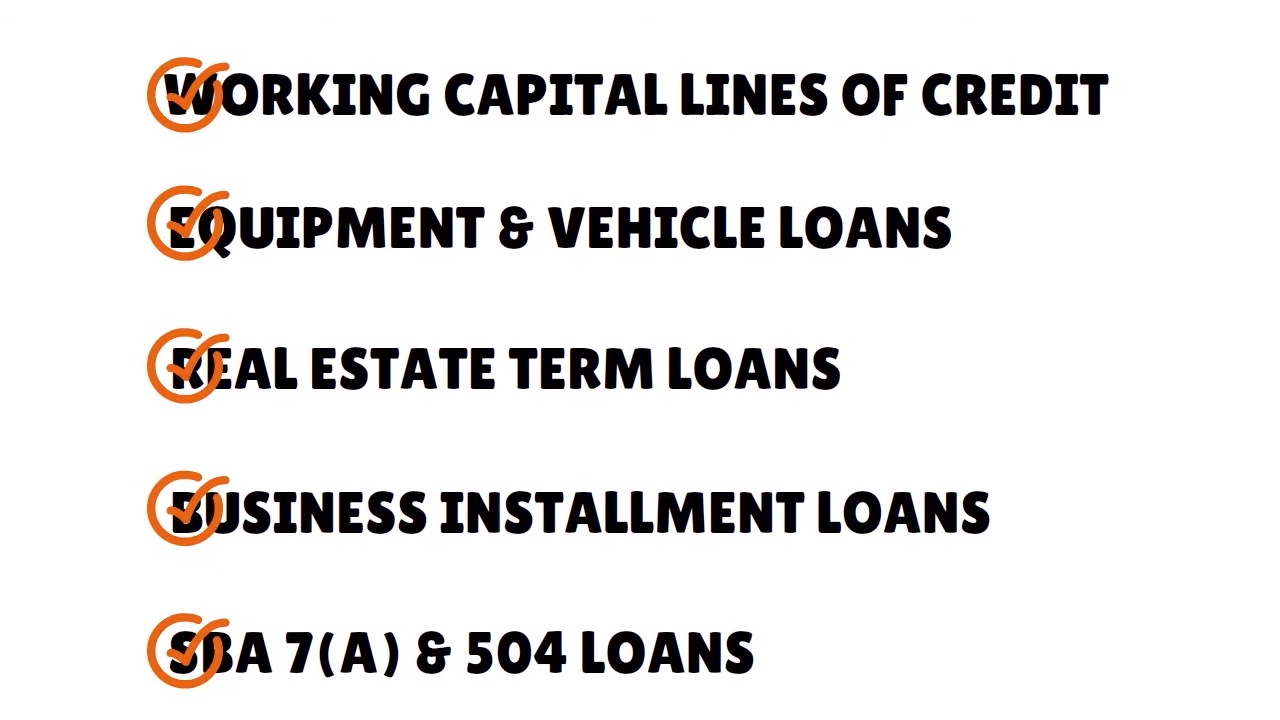 WORKING CAPITAL LINES OF CREDIT
EQUIPMENT & VEHICLE LOANS
REAL ESTATE TERM LOANS
BUSINESS INSTALLMENT LOANS
SBA 7(A) & 504 LOANS